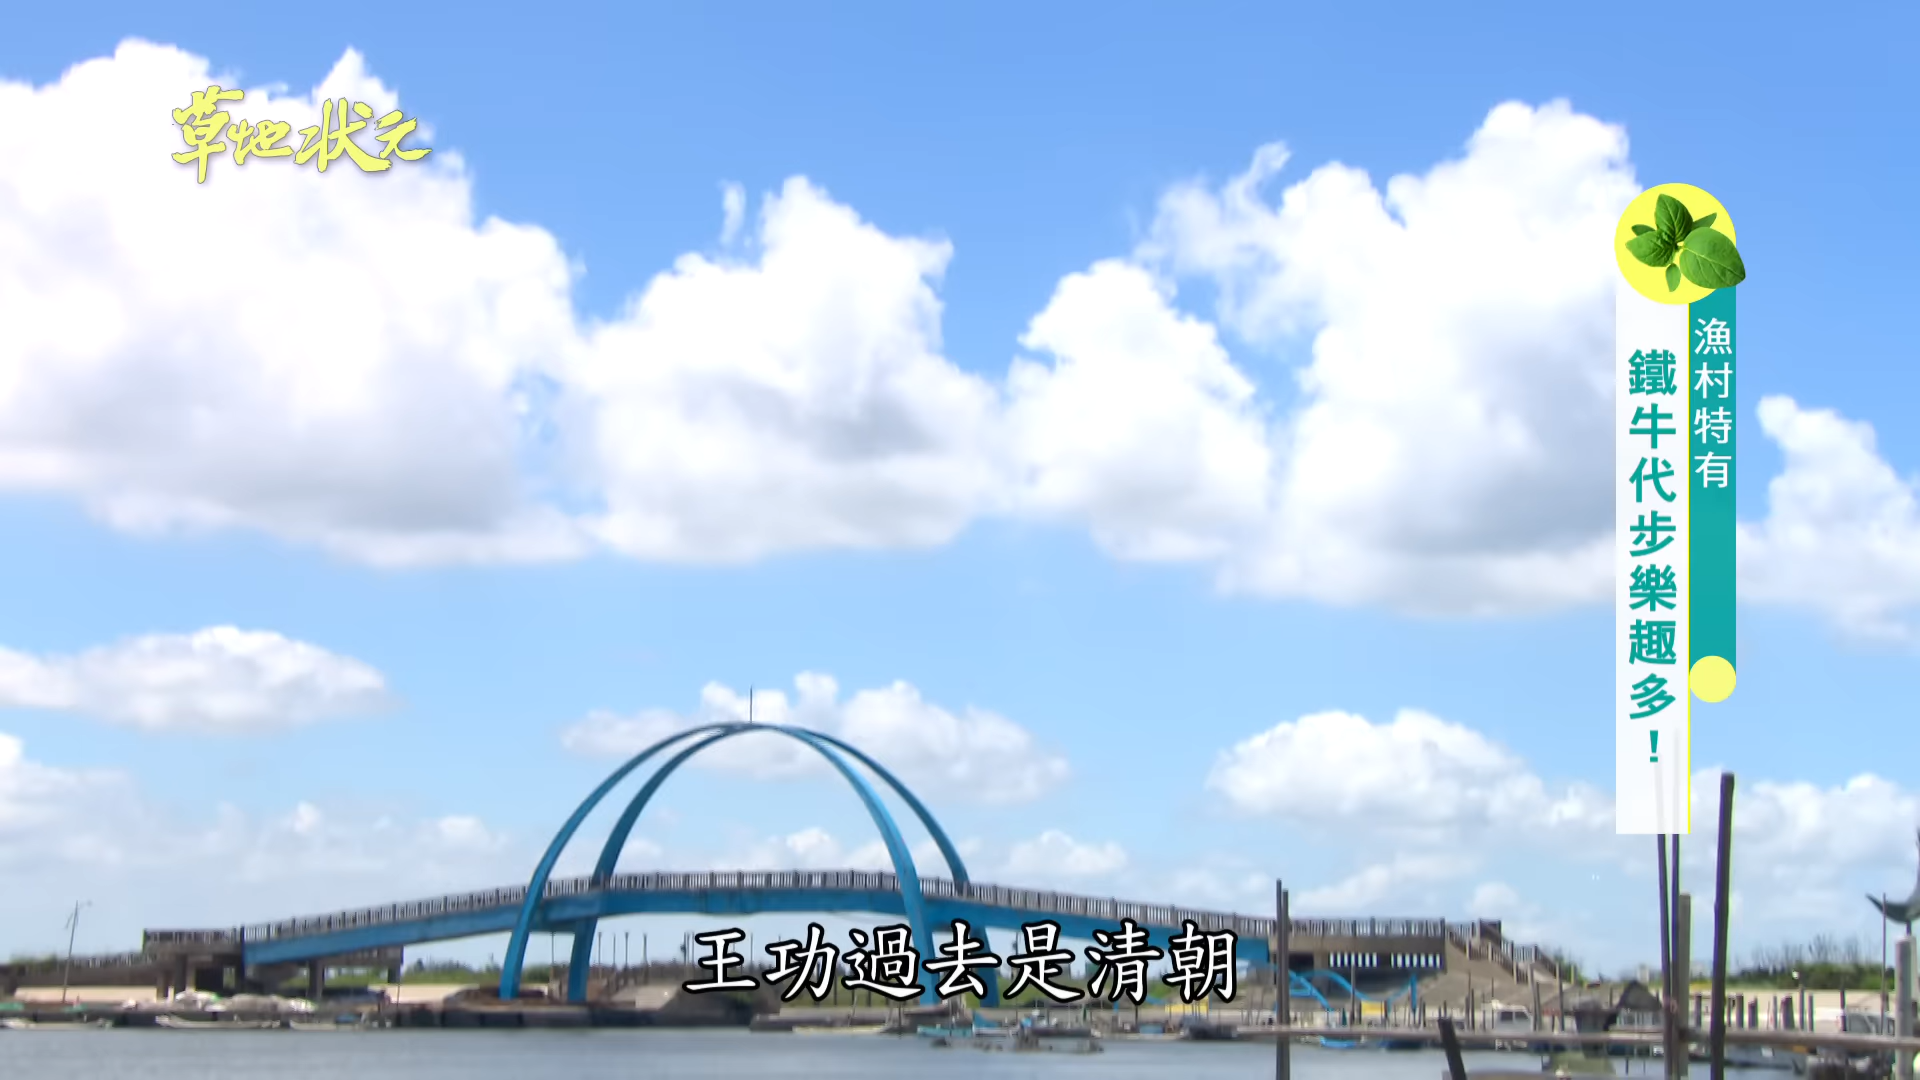 草地狀元
漁村特有
鐵牛代步樂趣多！
王功過去是清朝